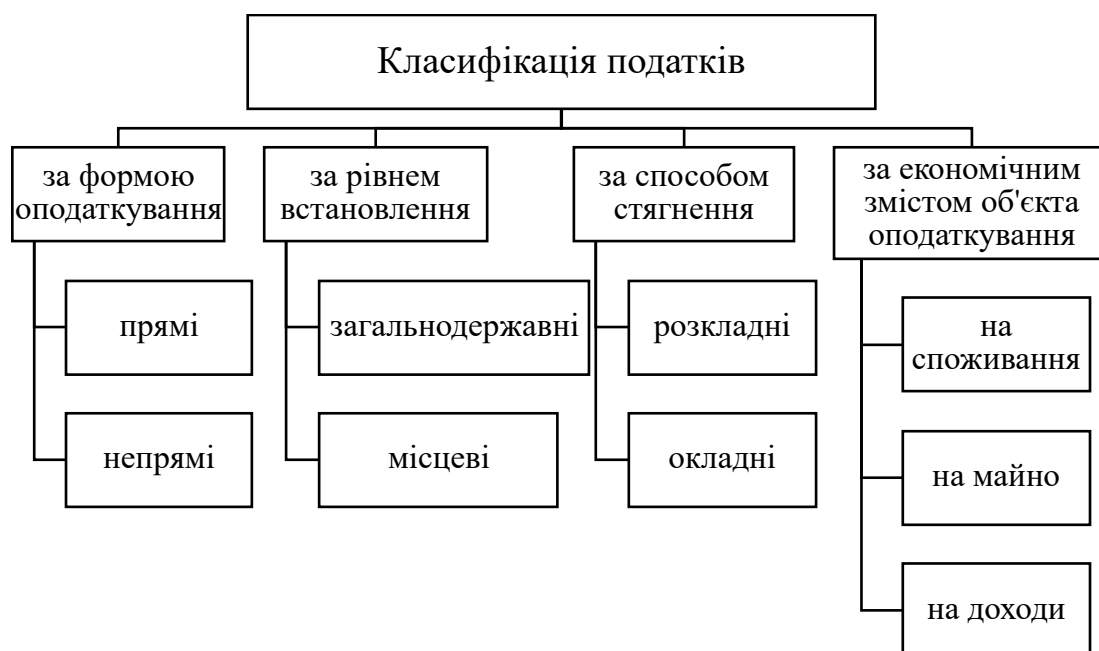 Класифікація податків
за формою
оподаткування
прямі
непрямі
за рівнем
встановлення
загальнодержавні
місцеві
за способом
стягнення
розкладні
окладні
за економічним
змістом об'єкта
оподаткування
на
споживання
на майно
на доходи